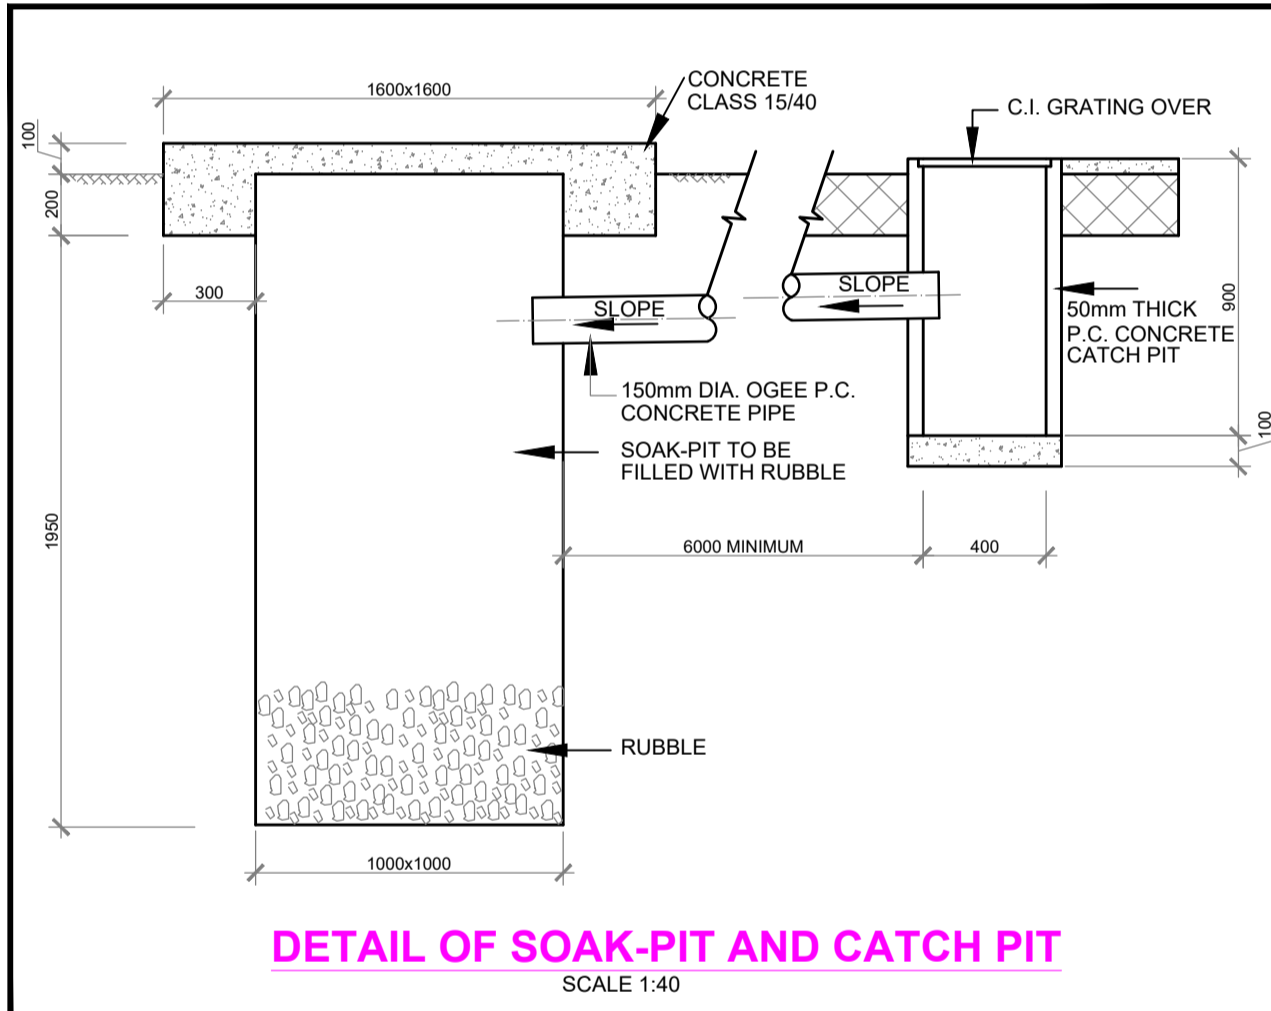 1600x1600
CONCRETE
CLASS 15/40
C.I. GRATING OVER
100
200
300
SLOPE
SLOPE
50mm THICK
P.C. CONCRETE
CATCH PIT
900
100
150mm DIA. OGEE P.C.
CONCRETE PIPE
SOAK-PIT TO BE
FILLED WITH RUBBLE
1950
6000 MINIMUM
400
RUBBLE
1000x1000
DETAIL OF SOAK-PIT AND CATCH PIT
SCALE 1:40